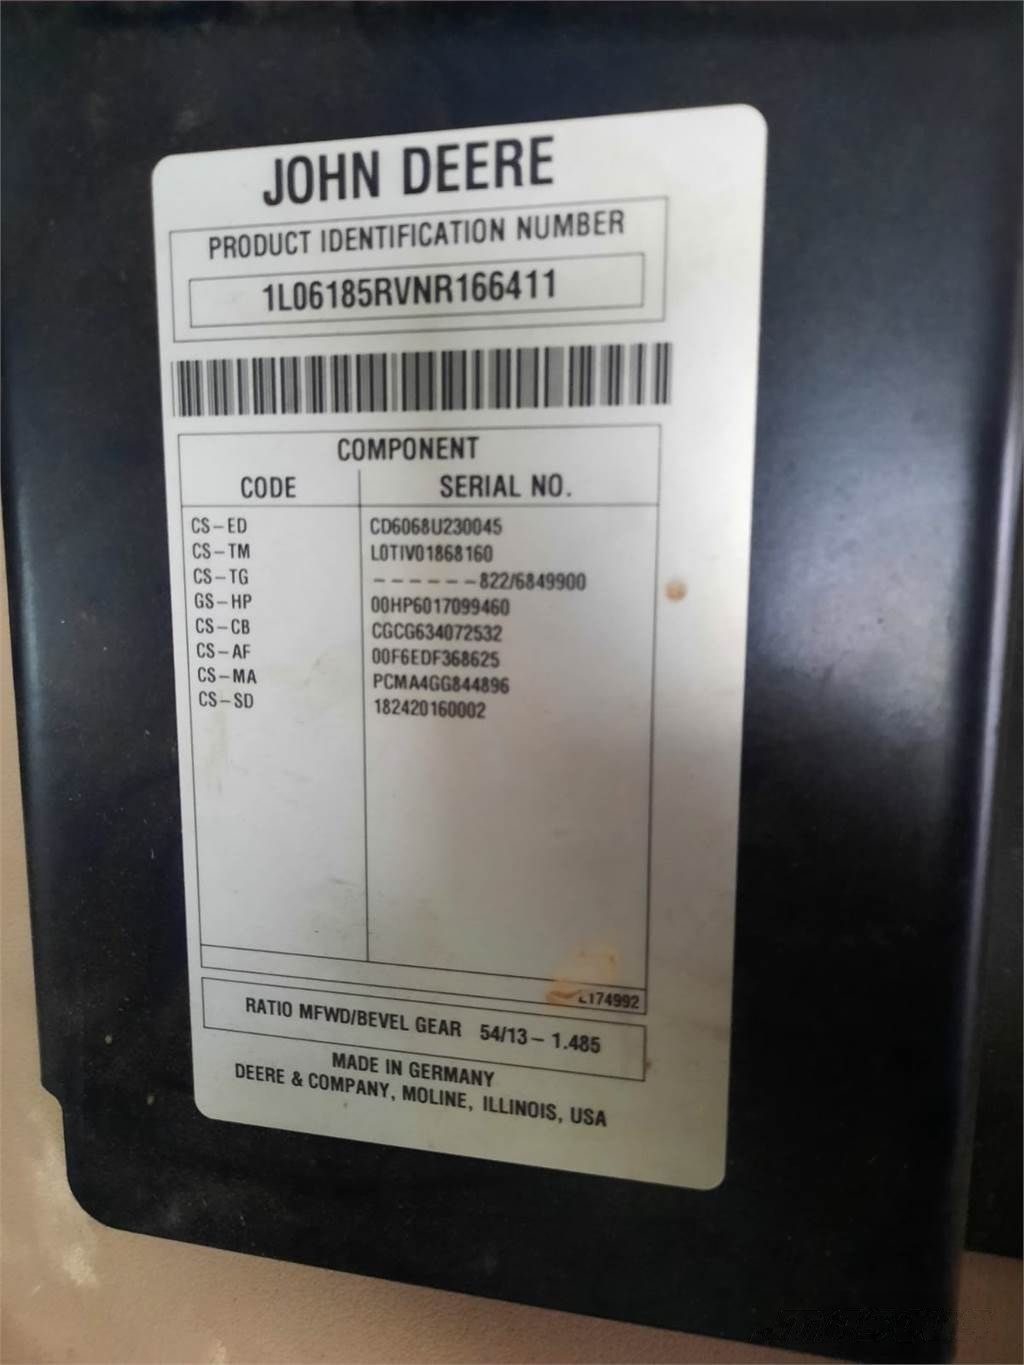 JOHN DEERE
PRODUCT IDENTIFICATION NUMBER
1L06185RVNR166411
COMPONENT
CODE SERIAL NO.
CS-ED CD6068U230045
CS-TM L0TIV01868160
CS-TG ------822/6849900
GS-HP 00HP6017099460
CS-CB CGCG634072532
CS-AF 00F6EDF368625
CS-MA PCMA4GG844896
CS-SD 182420160002
L174992
RATIO MFWD/BEVEL GEAR 54/13-1.485
MADE IN GERMANY
DEERE & COMPANY, MOLINE, ILLINOIS, USA